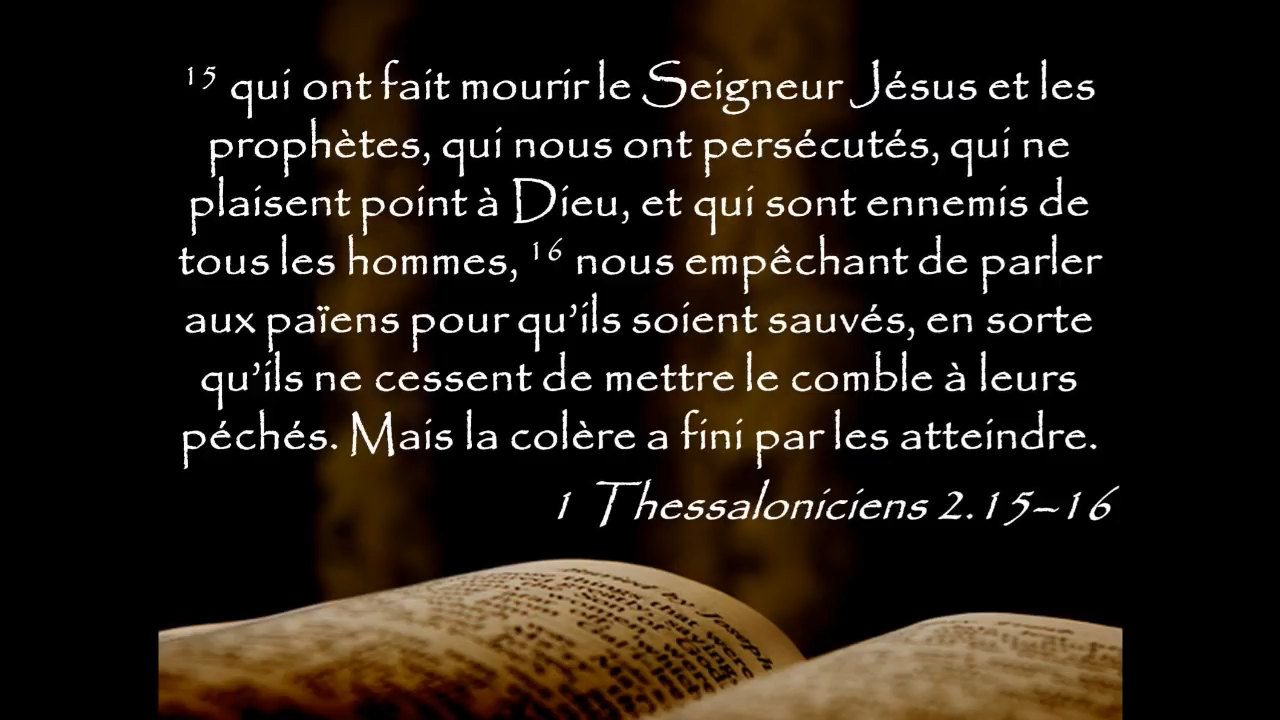 ¹⁵ qui ont fait mourir le Seigneur Jésus et les
prophètes, qui nous ont persécutés, qui ne
plaisent point à Dieu, et qui sont ennemis de
tous les hommes, ¹⁶ nous empêchant de parler
aux païens pour qu’ils soient sauvés, en sorte
qu’ils ne cessent de mettre le comble à leurs
péchés. Mais la colère a fini par les atteindre.
1 Thessaloniciens 2.15–16